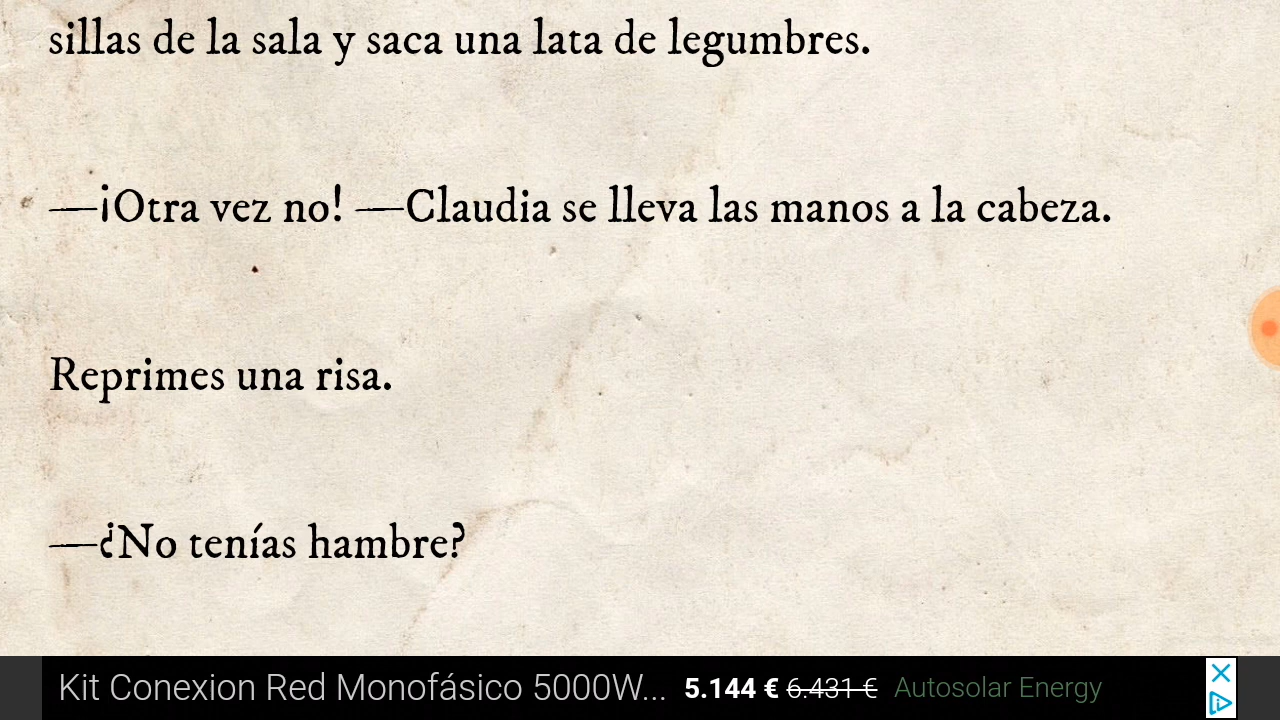 sillas de la sala y saca una lata de legumbres.
—¡Otra vez no! —Claudia se lleva las manos a la cabeza.
Reprimes una risa.
—¿No tenías hambre?
Kit Conexion Red Monofásico 5000W... 5.144 € 6.431 € Autosolar Energy